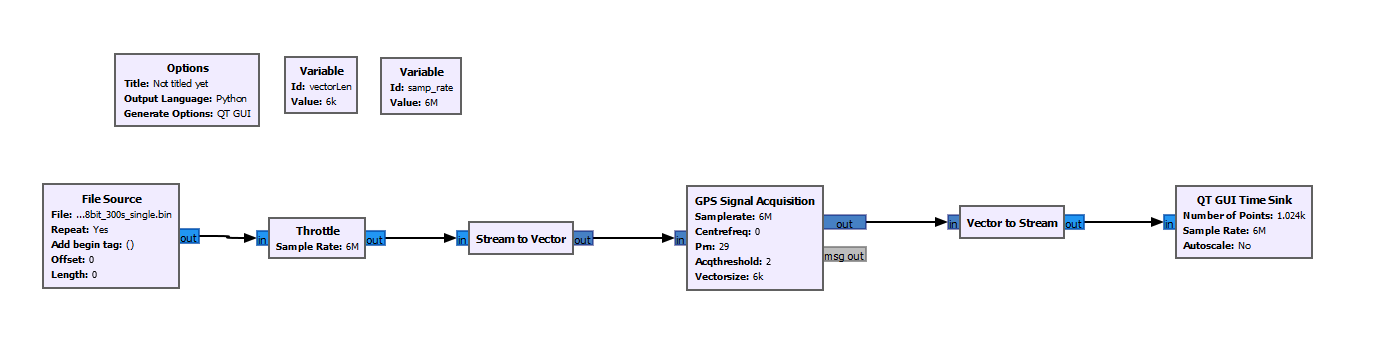 Options
Title: Not titled yet
Output Language: Python
Generate Options: QT GUI
Variable
Id: vectorLen
Value: 6k
Variable
Id: samp_rate
Value: 6M
File Source
File: ...8bit_300s_single.bin
Repeat: Yes
Add begin tag: ()
Offset: 0
Length: 0
out
in
Throttle
Sample Rate: 6M
out
in
Stream to Vector
out
in
GPS Signal Acquisition
Samplerate: 6M
Centrefreq: 0
Prn: 29
Acqthreshold: 2
Vectorsize: 6k
out
msg out
in
Vector to Stream
out
in
QT GUI Time Sink
Number of Points: 1.024k
Sample Rate: 6M
Autoscale: No